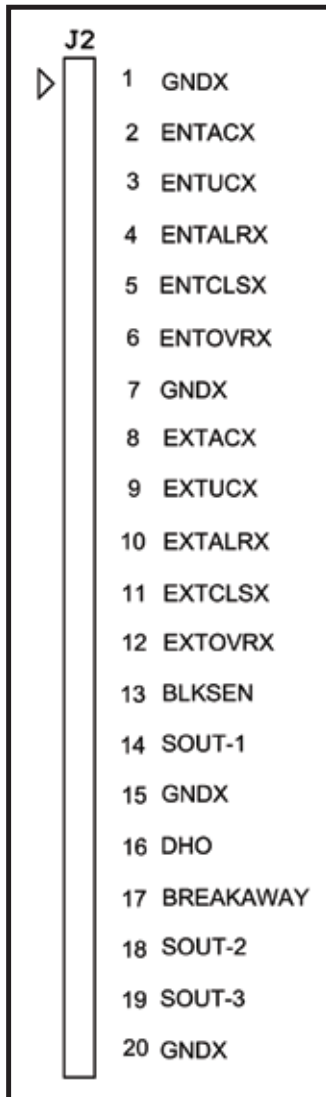 J2
1 GNDX
2 ENTACX
3 ENTUCX
4 ENTALRX
5 ENTCLSX
6 ENTOVRX
7 GNDX
8 EXTACX
9 EXTUCX
10 EXTALRX
11 EXTCLSX
12 EXTOVRX
13 BLKSEN
14 SOUT-1
15 GNDX
16 DHO
17 BREAKAWAY
18 SOUT-2
19 SOUT-3
20 GNDX